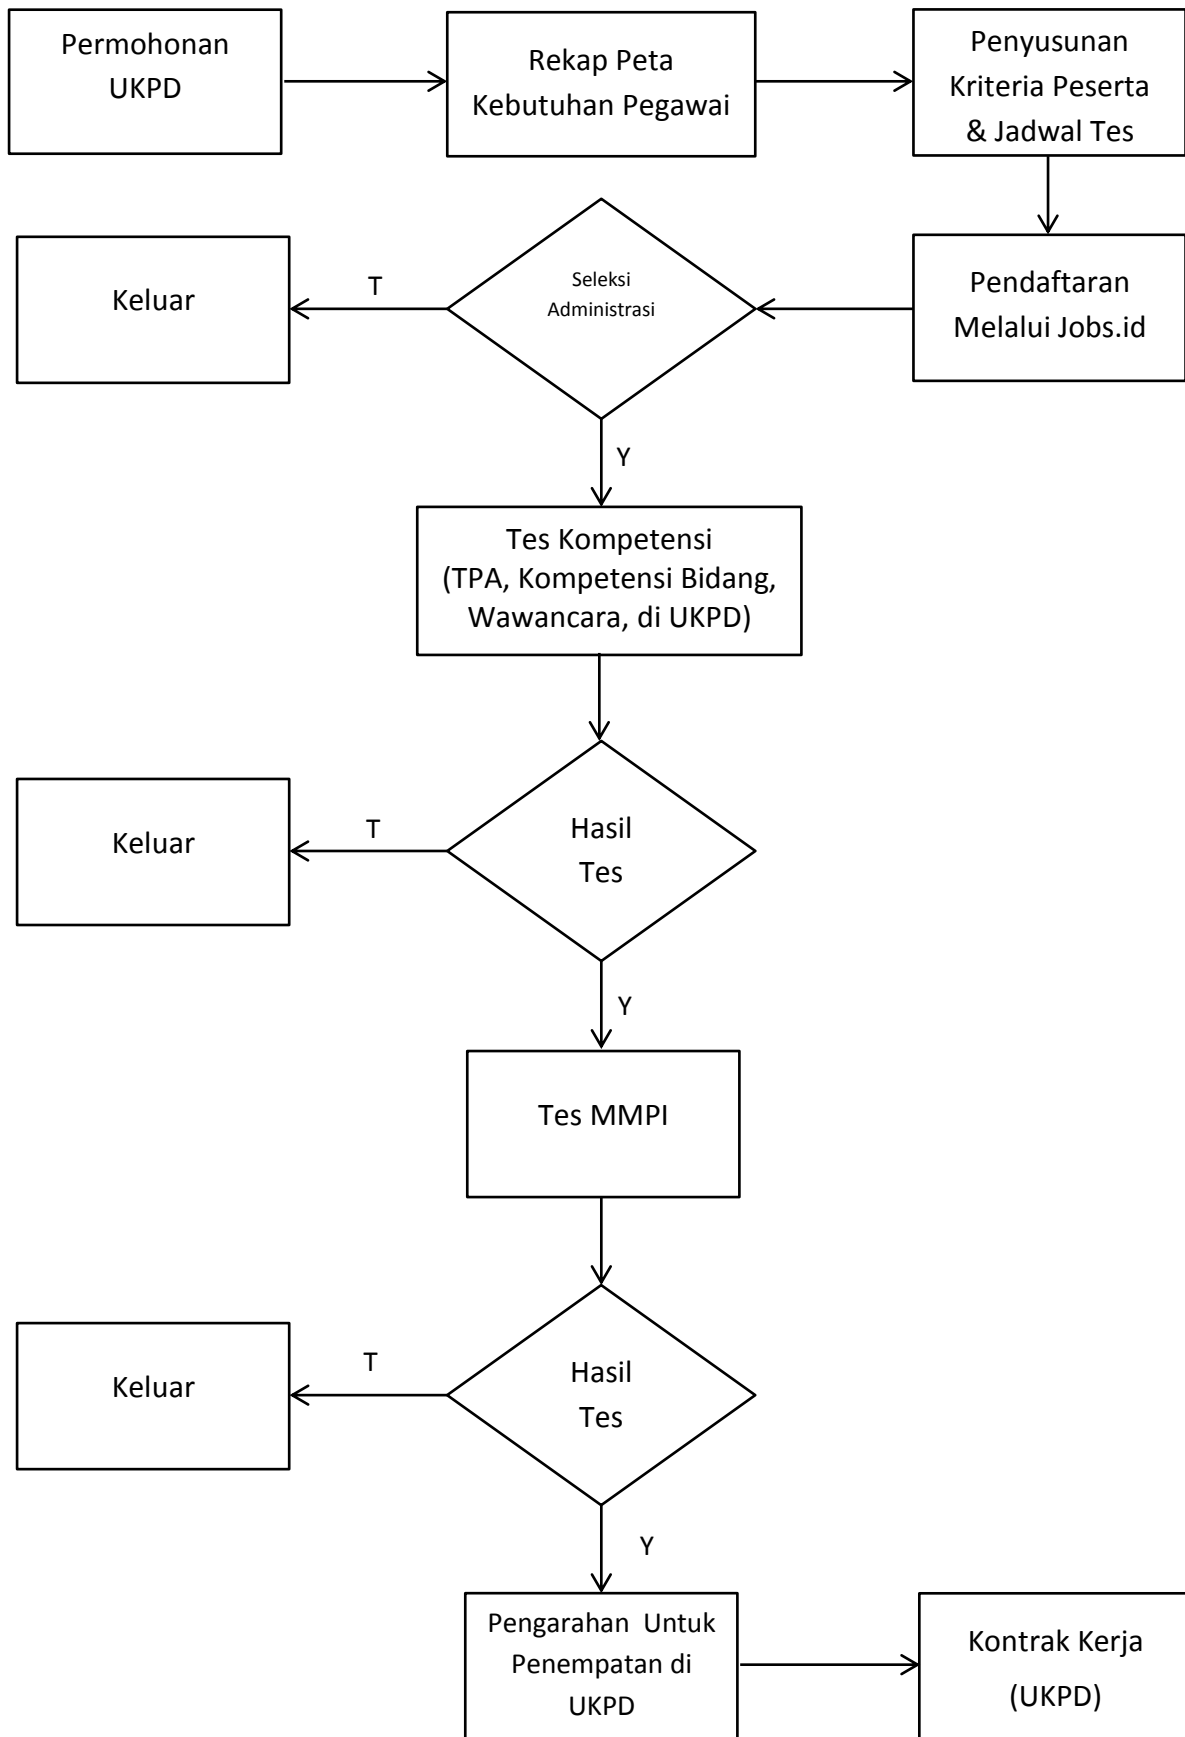 Permohonan
UKPD
Rekap Peta
Kebutuhan Pegawai
Penyusunan
Kriteria Peserta
& Jadwal Tes
Keluar
T
Seleksi
Administrasi
Pendaftaran
Melalui Jobs.id
Y
Tes Kompetensi
(TPA, Kompetensi Bidang,
Wawancara, di UKPD)
Keluar
T
Hasil
Tes
Y
Tes MMPI
Keluar
T
Hasil
Tes
Y
Pengarahan Untuk
Penempatan di
UKPD
Kontrak Kerja
(UKPD)